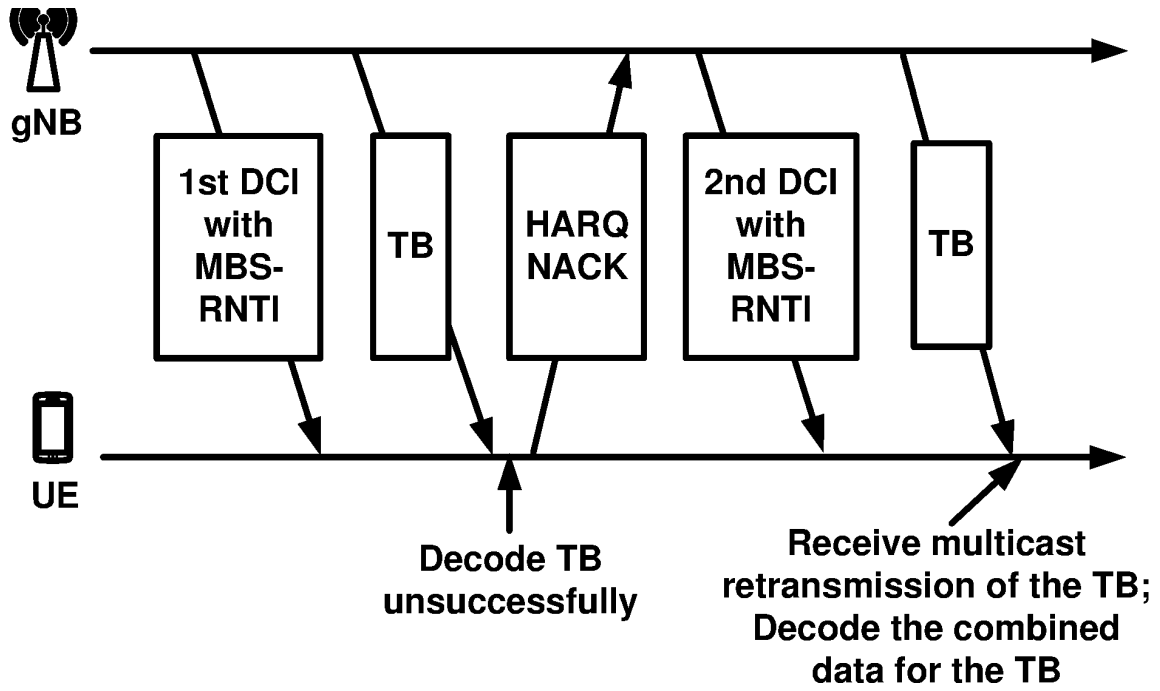 gNB
1st DCI
with
MBS-
RNTI
TB
HARQ
NACK
2nd DCI
with
MBS-
RNTI
TB
UE
Decode TB
unsuccessfully
Receive multicast
retransmission of the TB;
Decode the combined
data for the TB